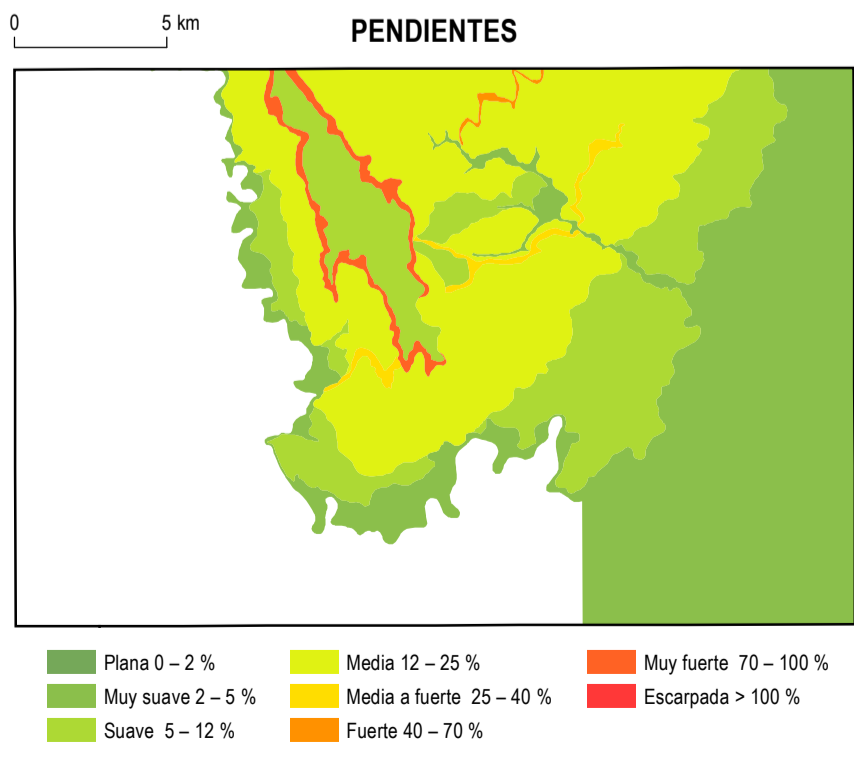 0 5 km
PENDIENTES
Plana 0 – 2 %
Muy suave 2 – 5 %
Suave 5 – 12 %
Media 12 – 25 %
Media a fuerte 25 – 40 %
Fuerte 40 – 70 %
Muy fuerte 70 – 100 %
Escarpada > 100 %